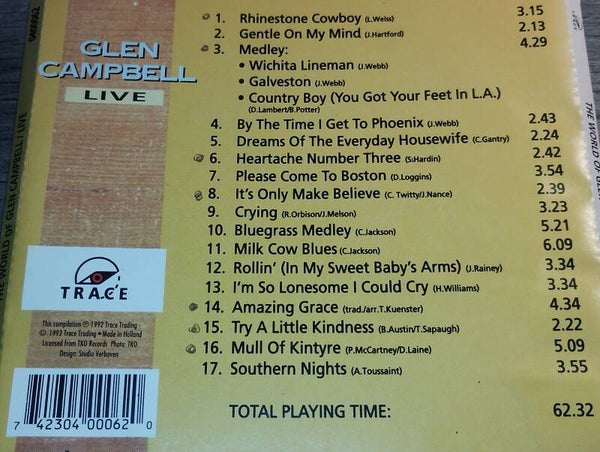 0400062
GLEN
CAMPBELL
LIVE
1. Rhinestone Cowboy (L.Weiss) 3.15
2. Gentle On My Mind (J.Hartford) 2.13
3. Medley: 4.29
• Wichita Lineman (J.Webb)
• Galveston (J.Webb)
• Country Boy (You Got Your Feet In L.A.)
(D.Lambert/B.Potter)
4. By The Time I Get To Phoenix (J.Webb) 2.43
5. Dreams Of The Everyday Housewife (C.Gantry) 2.24
6. Heartache Number Three (S.Hardin) 2.42
7. Please Come To Boston (D.Loggins) 3.54
8. It's Only Make Believe (C. Twitty/J.Nance) 2.39
9. Crying (R.Orbison/J.Melson) 3.23
10. Bluegrass Medley (C.Jackson) 5.21
11. Milk Cow Blues (C.Jackson) 6.09
12. Rollin' (In My Sweet Baby's Arms) (J.Rainey) 3.34
13. I'm So Lonesome I Could Cry (H.Williams) 3.34
14. Amazing Grace (trad./arr.T.Kuenster) 4.34
15. Try A Little Kindness (B.Austin/T.Sapaugh) 2.22
16. Mull Of Kintyre (P.McCartney/D.Laine) 5.09
17. Southern Nights (A.Toussaint) 3.55
TOTAL PLAYING TIME: 62.32
TRACE
This compilation ℗ 1992 Trace Trading
© 1992 Trace Trading • Made in Holland
Licensed from TKO Records Photo: TKO
Design: Studio Verhoven
7 42304 00062 0
THE WORLD OF GLEN CAMPBELL / LIVE
THE WORLD OF GLEN